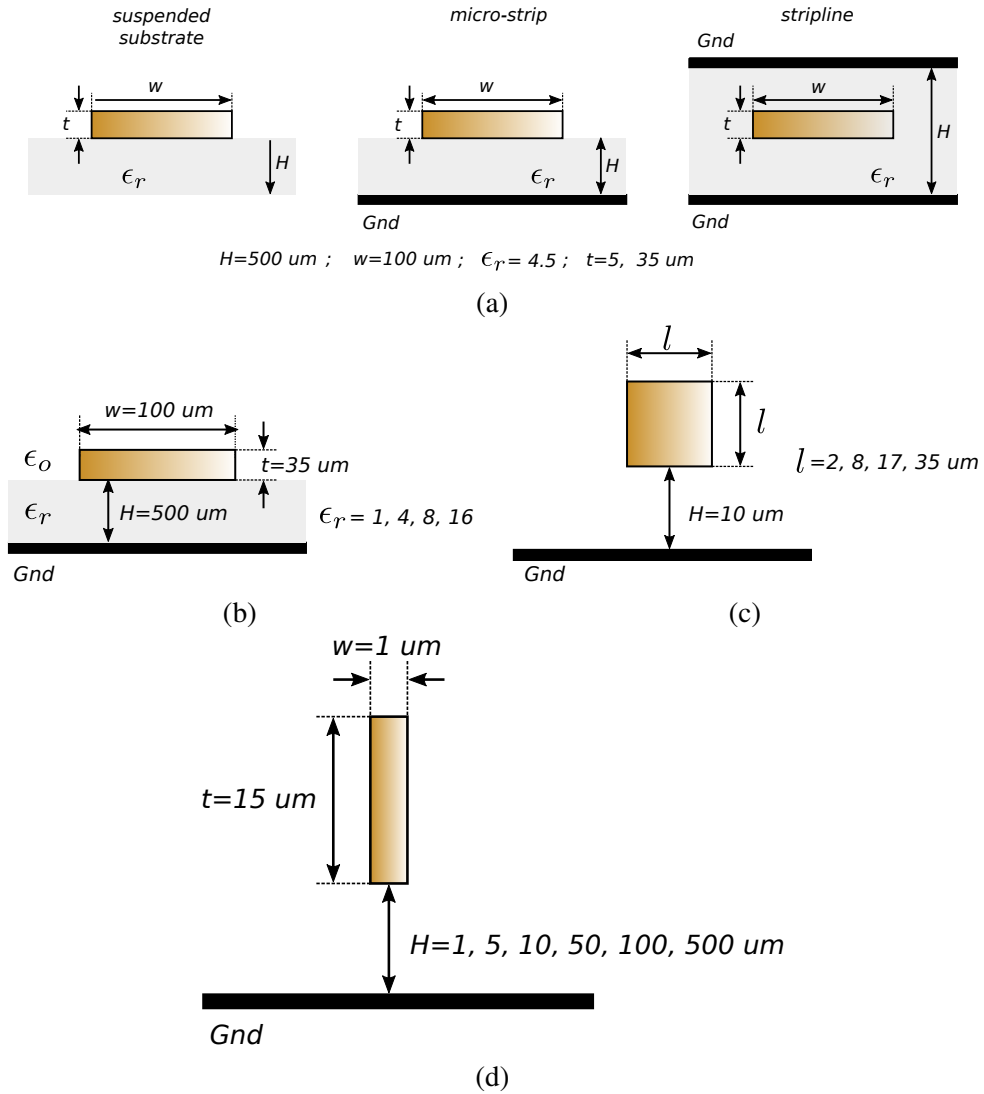 suspended
substrate
micro-strip
stripline
Gnd
w
t
H
ϵr
w
t
H
ϵr
Gnd
w
t
H
ϵr
Gnd
H=500 um ; w=100 um ; ϵr = 4.5 ; t=5, 35 um
(a)
w=100 um
ϵo
t=35 um
ϵr
H=500 um
ϵr = 1, 4, 8, 16
Gnd
(b)
l
l
l =2, 8, 17, 35 um
H=10 um
Gnd
(c)
w=1 um
t=15 um
H=1, 5, 10, 50, 100, 500 um
Gnd
(d)